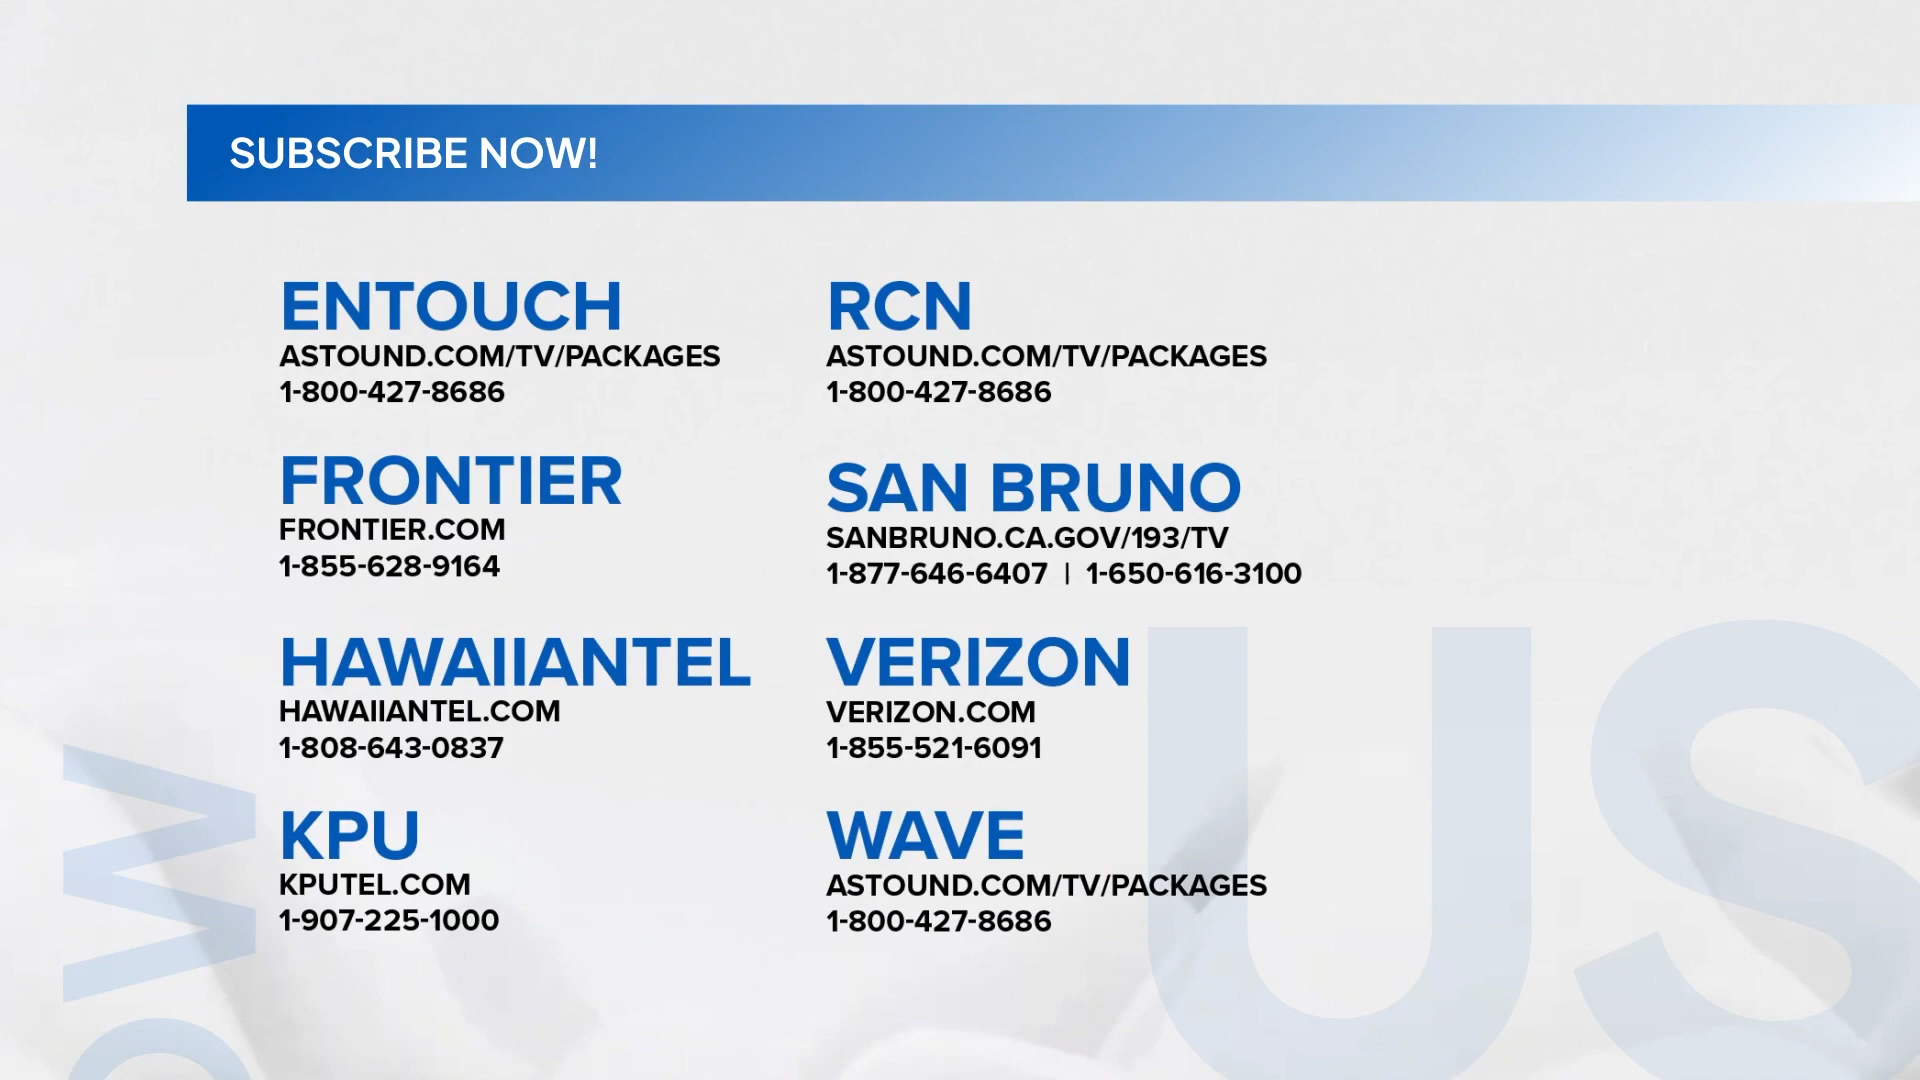 SUBSCRIBE NOW!
ENTOUCH
ASTOUND.COM/TV/PACKAGES
1-800-427-8686
FRONTIER
FRONTIER.COM
1-855-628-9164
HAWAIIANTEL
HAWAIIANTEL.COM
1-808-643-0837
KPU
KPUTEL.COM
1-907-225-1000
RCN
ASTOUND.COM/TV/PACKAGES
1-800-427-8686
SAN BRUNO
SANBRUNO.CA.GOV/193/TV
1-877-646-6407 | 1-650-616-3100
VERIZON
VERIZON.COM
1-855-521-6091
WAVE
ASTOUND.COM/TV/PACKAGES
1-800-427-8686
US
OW